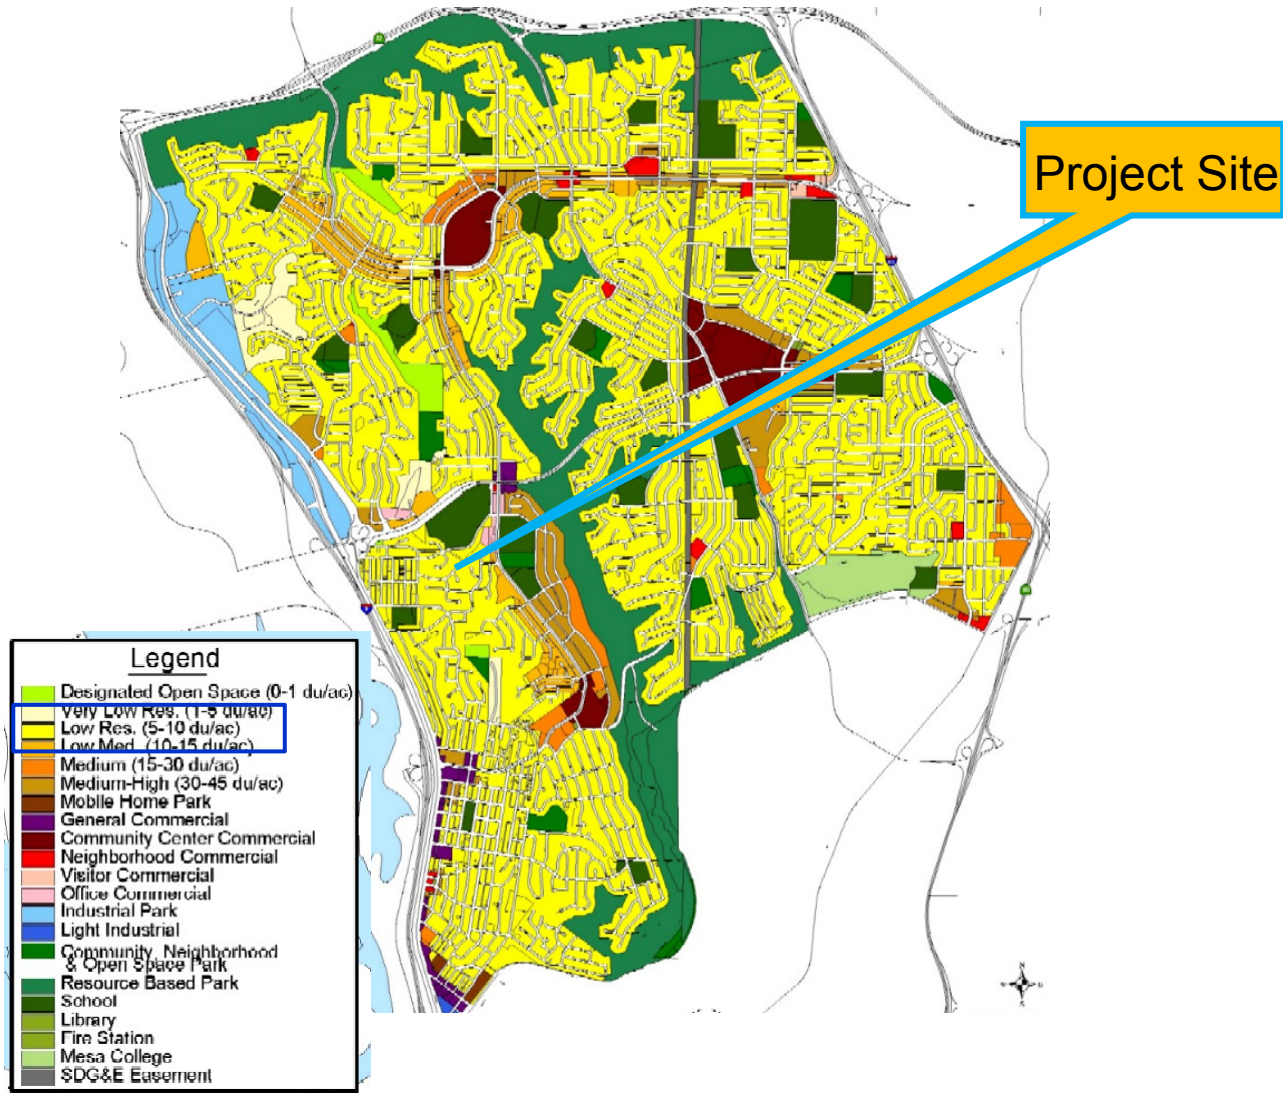 Project Site
Legend
Designated Open Space (0-1 du/ac)
Very Low Res. (1-5 du/ac)
Low Res. (5-10 du/ac)
Low Med. (10-15 du/ac)
Medium (15-30 du/ac)
Medium-High (30-45 du/ac)
Mobile Home Park
General Commercial
Community Center Commercial
Neighborhood Commercial
Visitor Commercial
Office Commercial
Industrial Park
Light Industrial
Community, Neighborhood
& Open Space Park
Resource Based Park
School
Library
Fire Station
Mesa College
SDG&E Easement
N